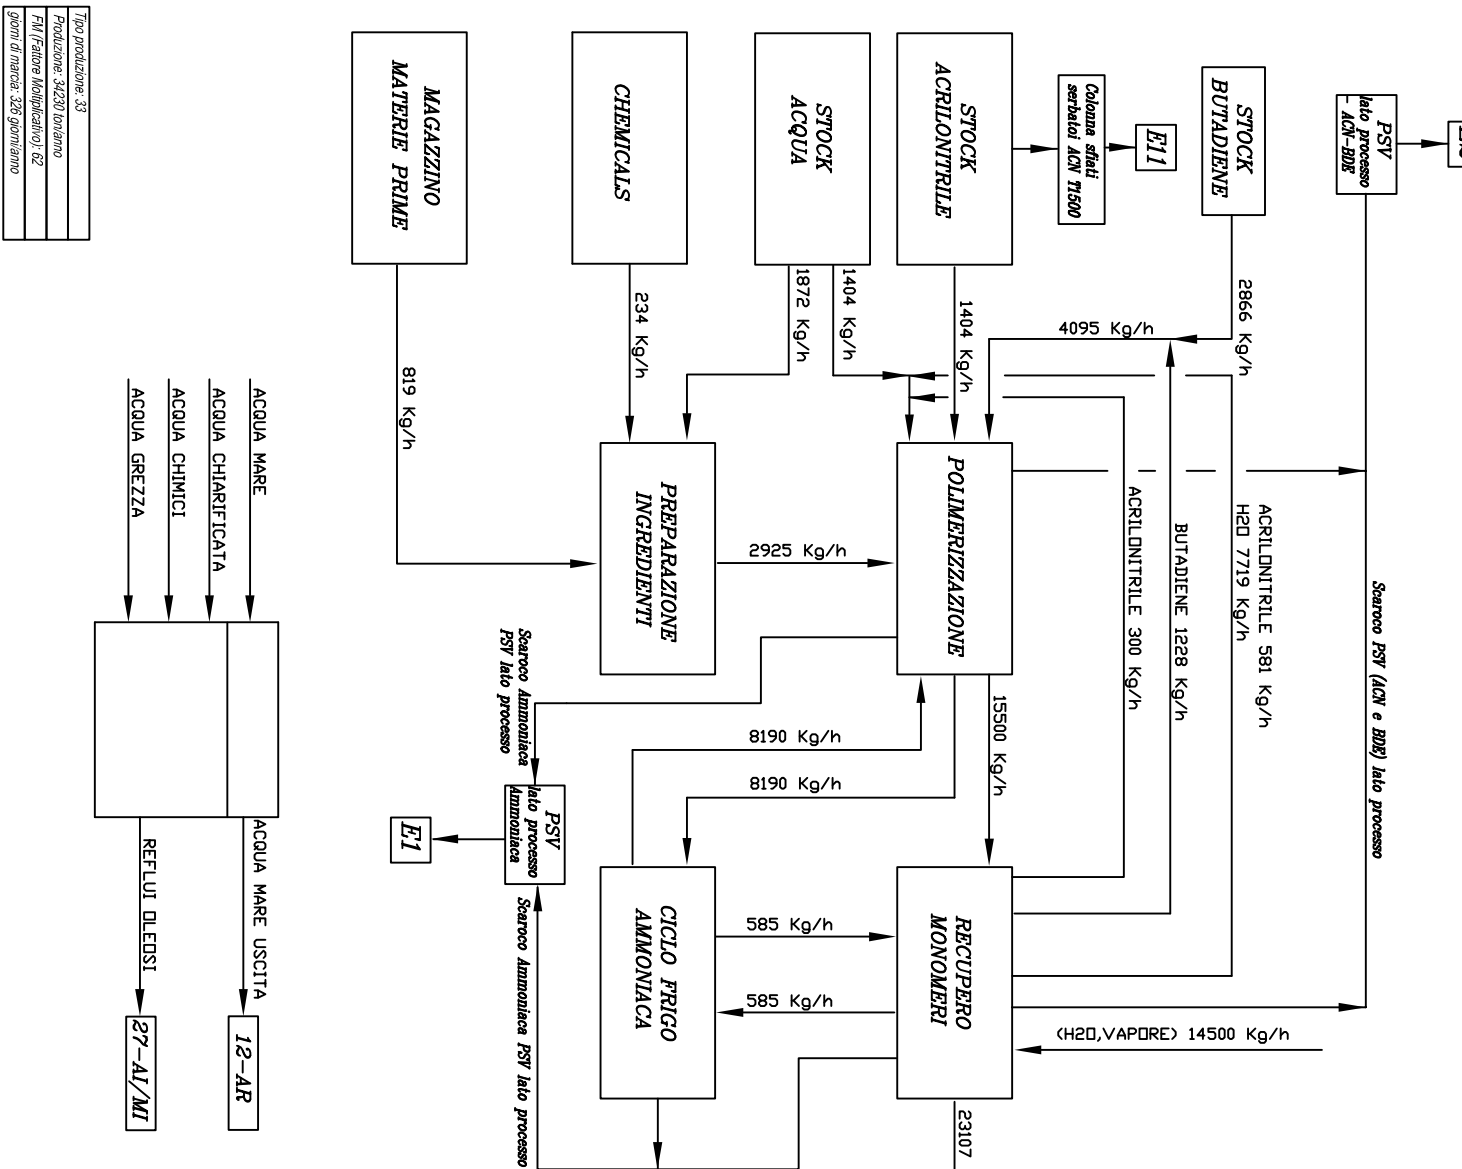 Tipo produzione: 33
Produzione: 34230 ton/anno
FM (Fattore Moltiplicativo): 62
giorni di marcia: 326 giorni/anno
PSV
lato processo
- ACN-BDE
STOCK
BUTADIENE
E11
Colonna sfiati
serbatoi ACN T1500
STOCK
ACRILONITRILE
STOCK
ACQUA
CHEMICALS
MAGAZZINO
MATERIE PRIME
2866 Kg/h
4095 Kg/h
1404 Kg/h
1404 Kg/h
1872 Kg/h
234 Kg/h
819 Kg/h
Scaroco PSV (ACN e BDE) lato processo
ACRILONITRILE 581 Kg/h
H2O 7719 Kg/h
BUTADIENE 1228 Kg/h
ACRILONITRILE 300 Kg/h
POLIMERIZZAZIONE
2925 Kg/h
PREPARAZIONE
INGREDIENTI
15500 Kg/h
8190 Kg/h
8190 Kg/h
Scaroco Ammoniaca
PSV lato processo
PSV
lato processo
Ammoniaca
E1
(H2O,VAPORE) 14500 Kg/h
RECUPERO
MONOMERI
585 Kg/h
585 Kg/h
CICLO FRIGO
AMMONIACA
23107
Scaroco Ammoniaca PSV lato processo
ACQUA MARE
ACQUA CHIARIFICATA
ACQUA CHIMICI
ACQUA GREZZA
ACQUA MARE USCITA
REFLUI OLEOSI
12-AR
27-AI/MI